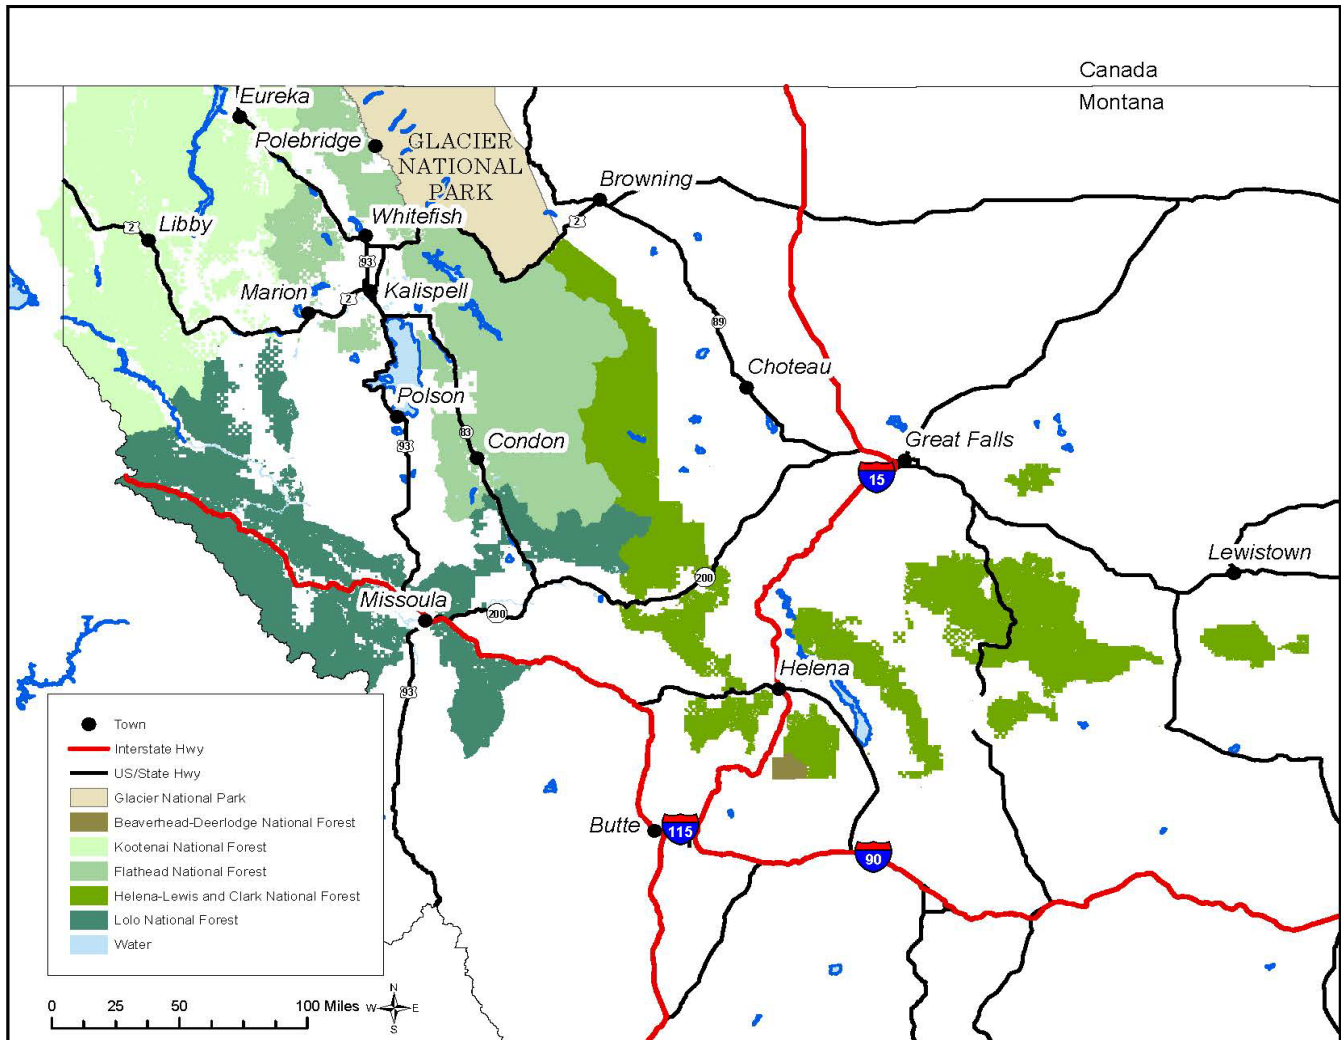 Canada
Montana
Eureka
Polebridge
GLACIER
NATIONAL
PARK
Browning
2
Whitefish
2
Libby
93
Marion
2
Kalispell
89
Choteau
Polson
93
83
Condon
Great Falls
15
Lewistown
200
Missoula
200
Helena
93
Butte
115
90
Town
Interstate Hwy
US/State Hwy
Glacier National Park
Beaverhead-Deerlodge National Forest
Kootenai National Forest
Flathead National Forest
Helena-Lewis and Clark National Forest
Lolo National Forest
Water
0 25 50 100 Miles
N
W E
S